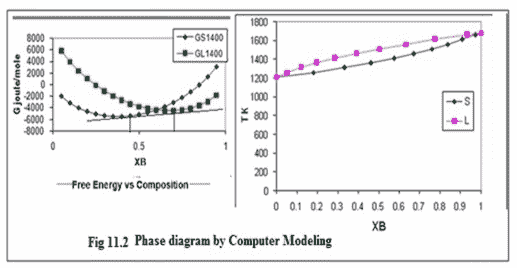 8000
6000
4000
2000
0
-2000
-4000
-6000
-8000
G joule/mole
GS1400
GL1400
0
0.5
1
XB
Free Energy vs Composition
1800
1600
1400
1200
1000
800
600
400
200
0
T K
S
L
0 0.1 0.2 0.3 0.4 0.5 0.6 0.7 0.8 0.9 1
XB
Fig 11.2 Phase diagram by Computer Modeling